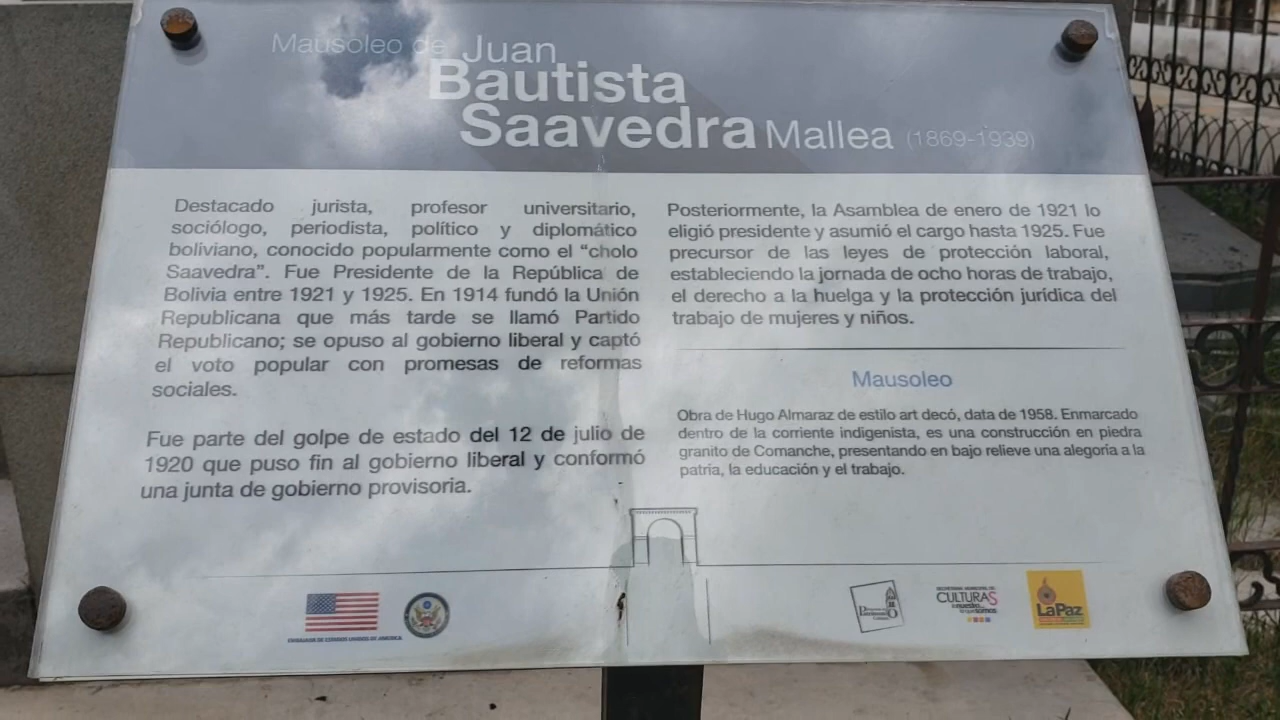 Mausoleo de Juan
Bautista
Saavedra Mallea (1869-1939)
Destacado jurista, profesor universitario,
sociólogo, periodista, político y diplomático
boliviano, conocido popularmente como el “cholo
Saavedra”. Fue Presidente de la República de
Bolivia entre 1921 y 1925. En 1914 fundó la Unión
Republicana que más tarde se llamó Partido
Republicano; se opuso al gobierno liberal y captó
el voto popular con promesas de reformas
sociales.
Fue parte del golpe de estado del 12 de julio de
1920 que puso fin al gobierno liberal y conformó
una junta de gobierno provisoria.
Posteriormente, la Asamblea de enero de 1921 lo
eligió presidente y asumió el cargo hasta 1925. Fue
precursor de las leyes de protección laboral,
estableciendo la jornada de ocho horas de trabajo,
el derecho a la huelga y la protección jurídica del
trabajo de mujeres y niños.
Mausoleo
Obra de Hugo Almaraz de estilo art decó, data de 1958. Enmarcado
dentro de la corriente indigenista, es una construcción en piedra
granito de Comanche, presentando en bajo relieve una alegoría a la
patria, la educación y el trabajo.
EMBAJADA DE ESTADOS UNIDOS DE AMERICA
CULTURAS
LaPaz